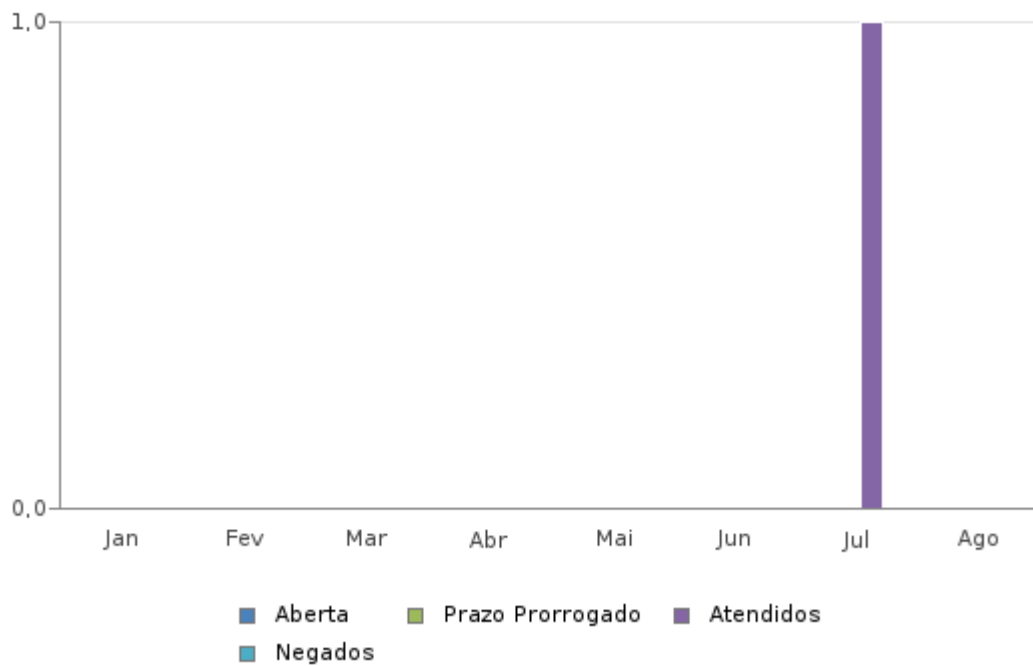 1,0
0,0
Jan Fev Mar Abr Mai Jun Jul Ago
Aberta Prazo Prorrogado Atendidos
Negados